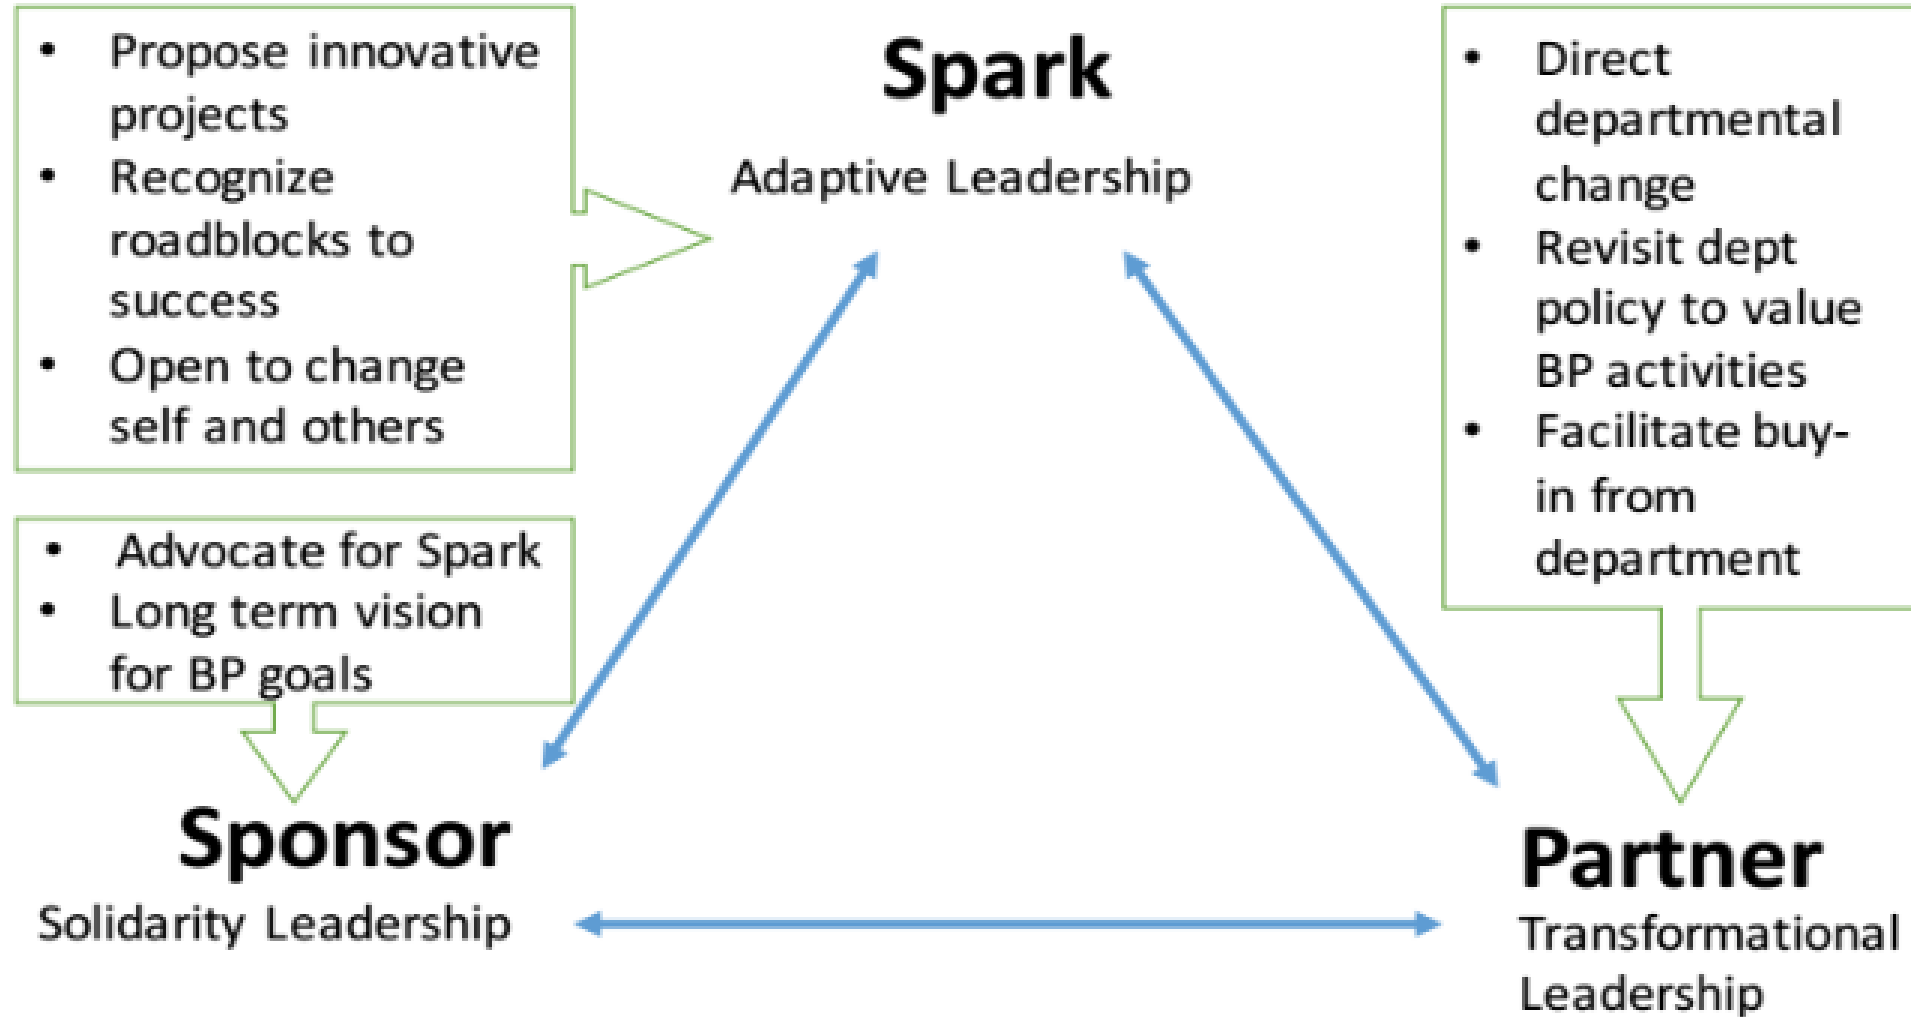 • Propose innovative
projects
• Recognize
roadblocks to
success
• Open to change
self and others
Spark
Adaptive Leadership
• Direct
departmental
change
• Revisit dept
policy to value
BP activities
• Facilitate buy-
in from
department
• Advocate for Spark
• Long term vision
for BP goals
Sponsor
Solidarity Leadership
Partner
Transformational
Leadership